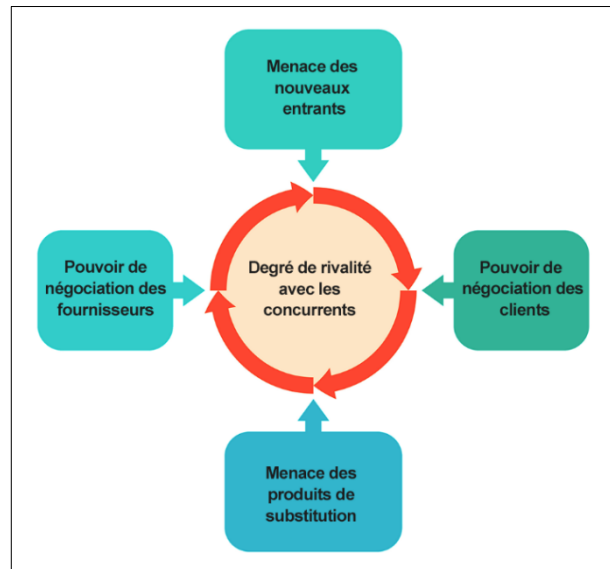 Menace des
nouveaux
entrants
Pouvoir de
négociation des
fournisseurs
Degré de rivalité
avec les
concurrents
Pouvoir de
négociation des
clients
Menace des
produits de
substitution